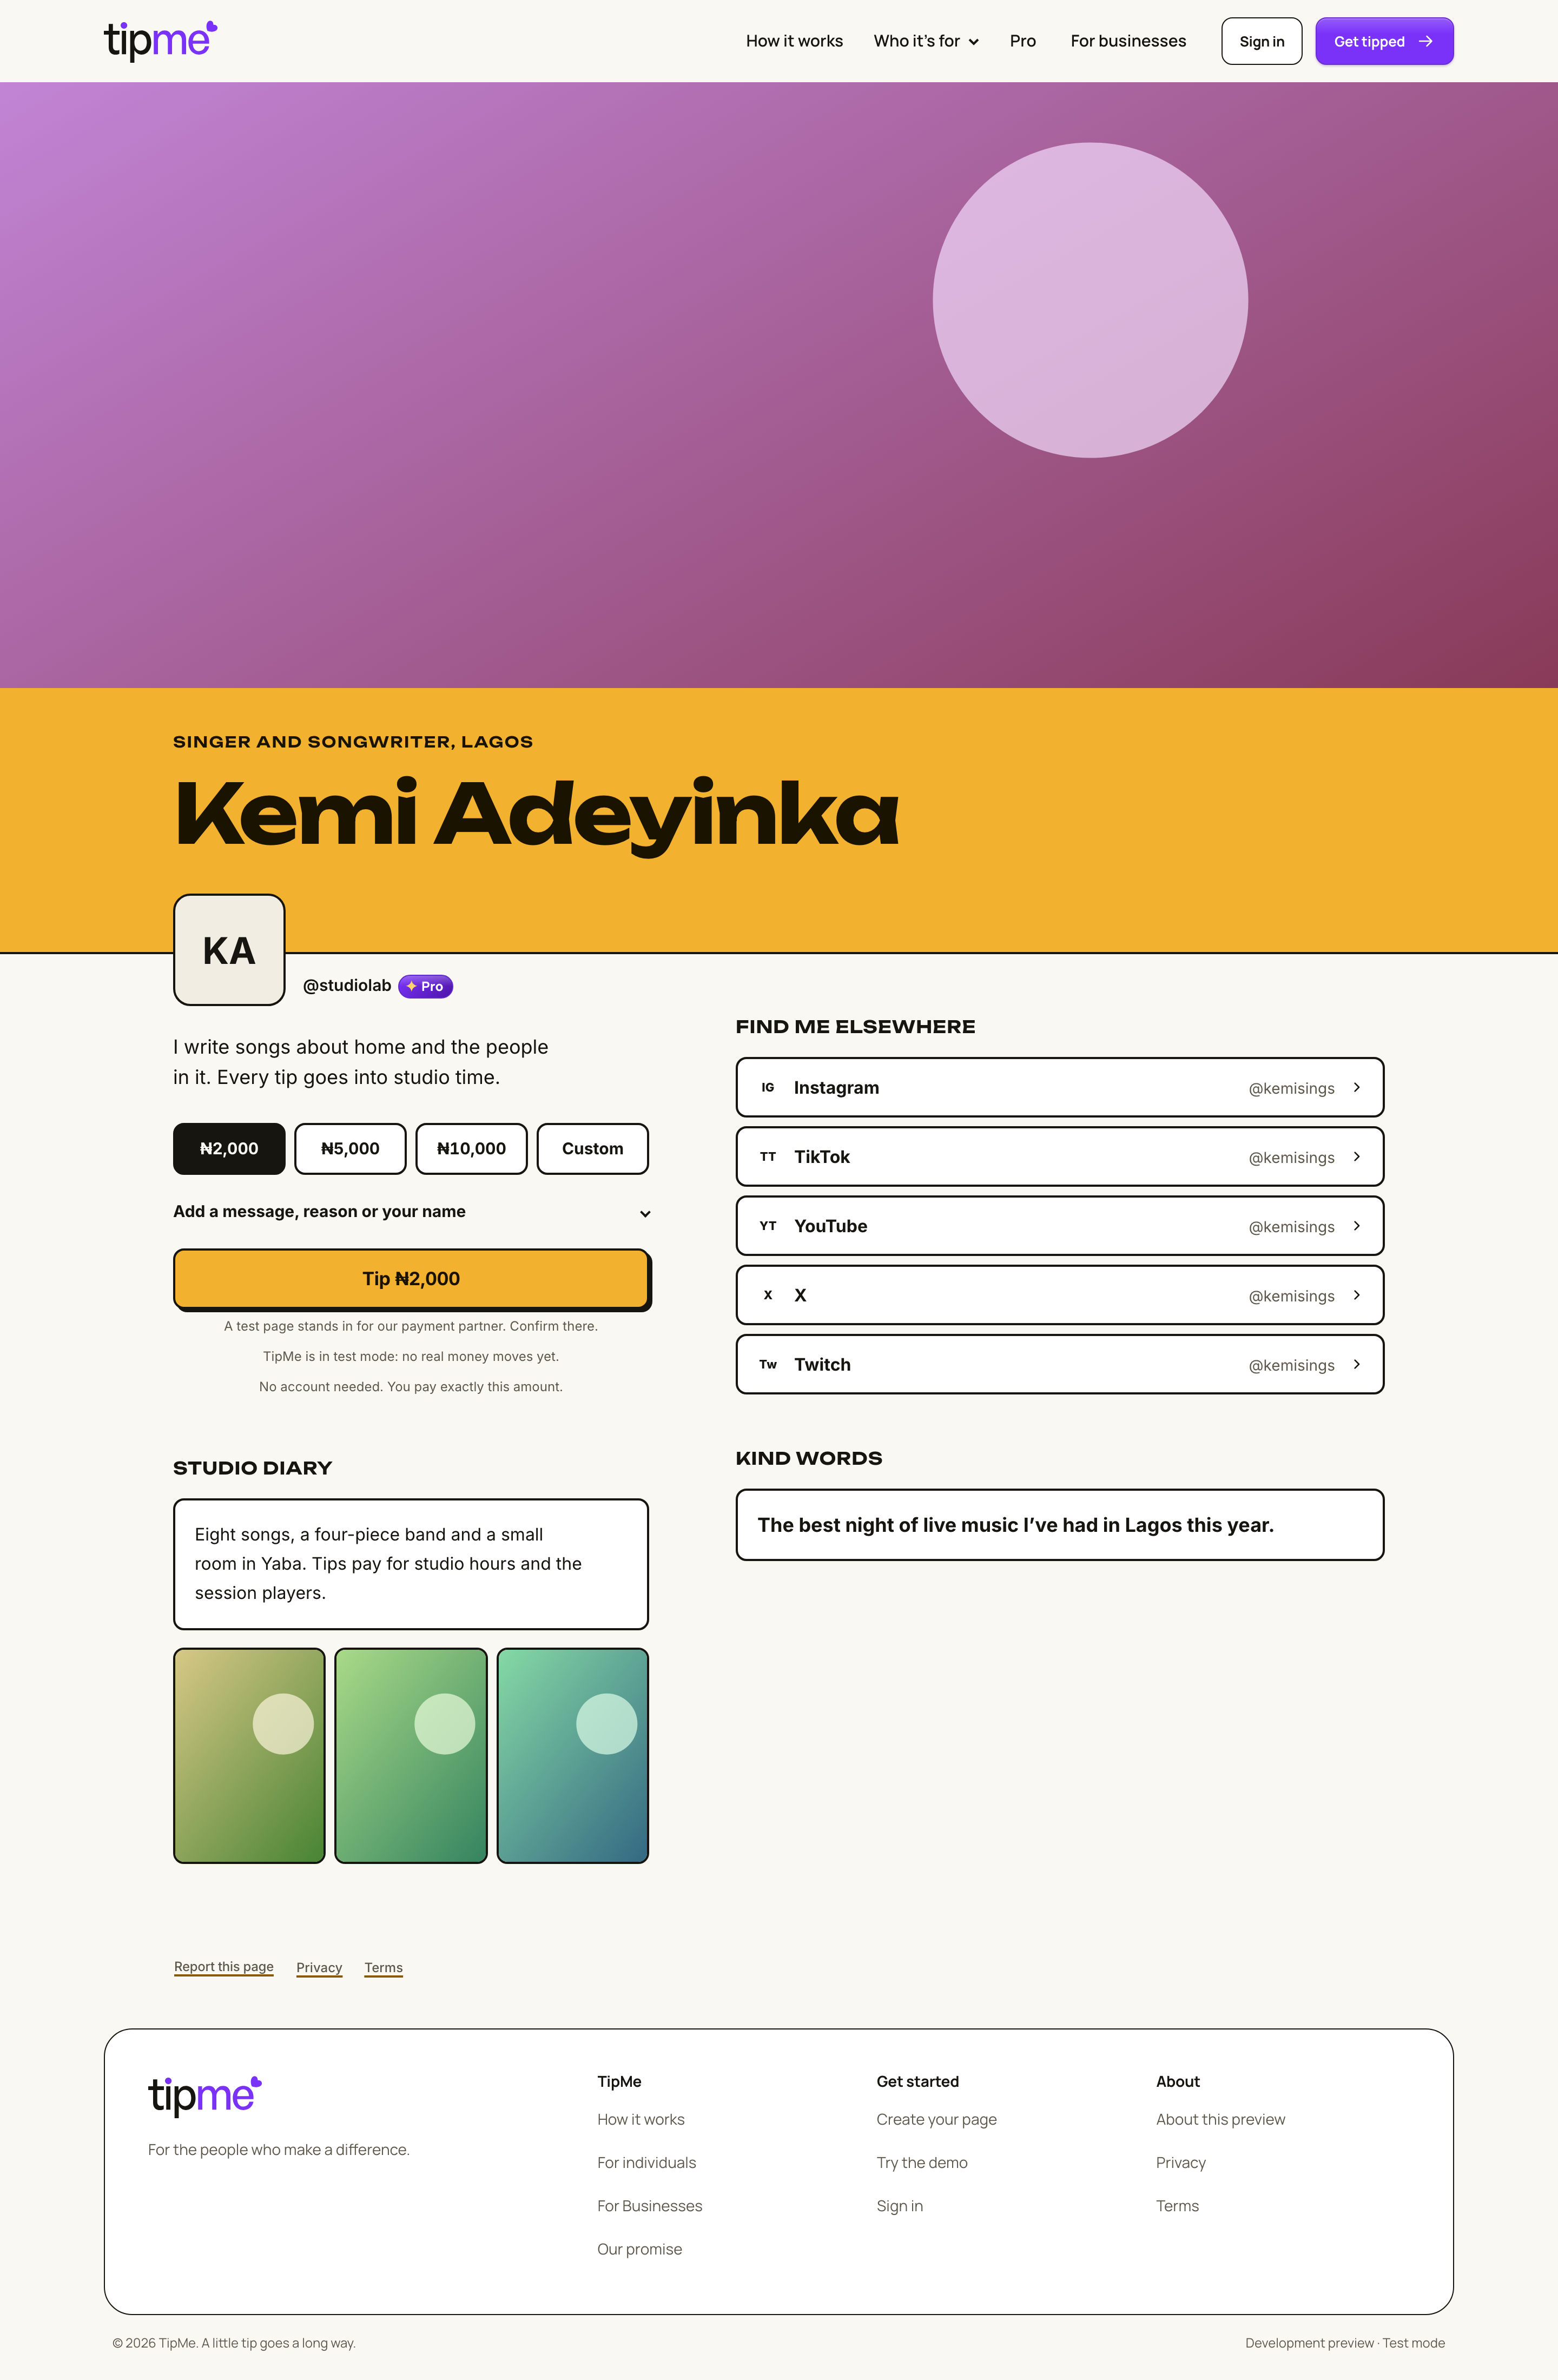 tipme
How it works
Who it's for
Pro
For businesses
Sign in
Get tipped
SINGER AND SONGWRITER, LAGOS
Kemi Adeyinka
KA
@studiolab
Pro
I write songs about home and the people
in it. Every tip goes into studio time.
₦2,000
₦5,000
₦10,000
Custom
Add a message, reason or your name
Tip ₦2,000
A test page stands in for our payment partner. Confirm there.
TipMe is in test mode: no real money moves yet.
No account needed. You pay exactly this amount.
STUDIO DIARY
Eight songs, a four-piece band and a small
room in Yaba. Tips pay for studio hours and the
session players.
FIND ME ELSEWHERE
IG Instagram @kemisings
TT TikTok @kemisings
YT YouTube @kemisings
X X @kemisings
Tw Twitch @kemisings
KIND WORDS
The best night of live music I’ve had in Lagos this year.
Report this page
Privacy
Terms
tipme
For the people who make a difference.
TipMe
How it works
For individuals
For Businesses
Our promise
Get started
Create your page
Try the demo
Sign in
About
About this preview
Privacy
Terms
© 2026 TipMe. A little tip goes a long way.
Development preview · Test mode